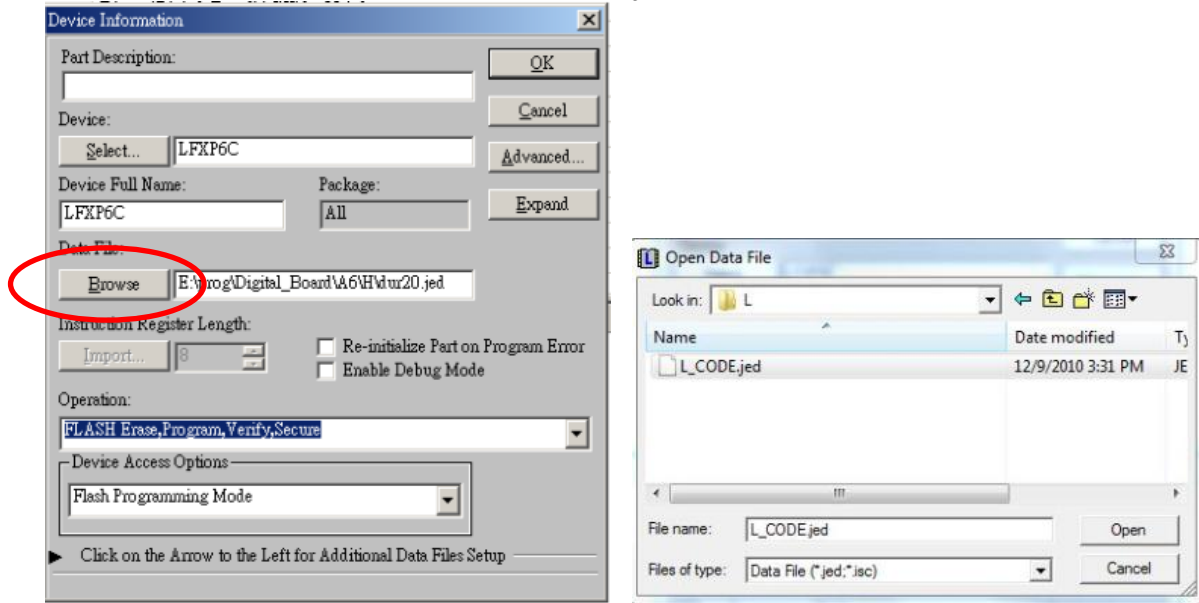 Device Information
Part Description:
OK
Cancel
Device:
Select... LFXP6C
Advanced...
Device Full Name: Package:
LFXP6C All
Expand
Data File:
Browse E:\prog\Digital_Board\A6\H\dur20.jed
Instruction Register Length:
Import... 8
Re-initialize Part on Program Error
Enable Debug Mode
Operation:
FLASH Erase,Program,Verify,Secure
Device Access Options
Flash Programming Mode
Click on the Arrow to the Left for Additional Data Files Setup
Open Data File
Look in: L
Name Date modified
L_CODE.jed 12/9/2010 3:31 PM JE
File name: L_CODE.jed Open
Files of type: Data File (*.jed;*.isc) Cancel